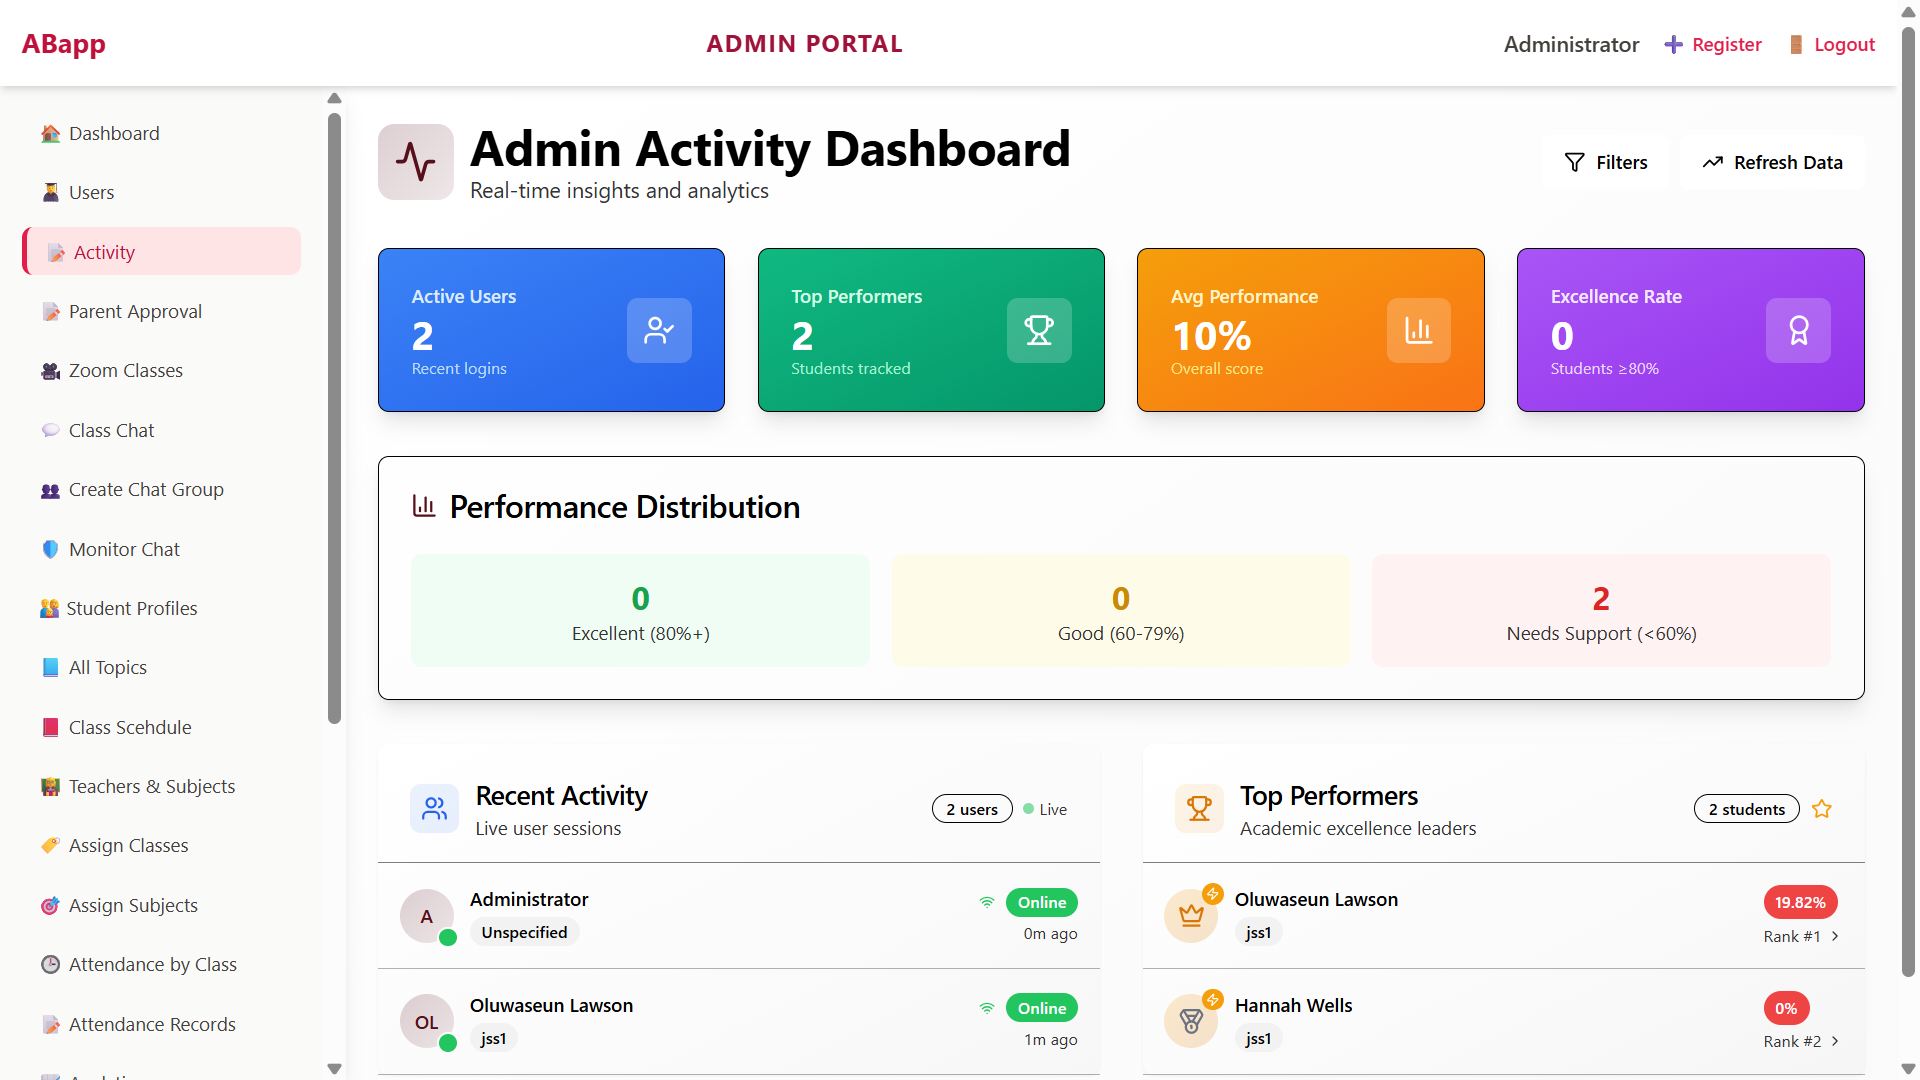 ABapp
ADMIN PORTAL
Administrator
Register
Logout
Dashboard
Users
Activity
Parent Approval
Zoom Classes
Class Chat
Create Chat Group
Monitor Chat
Student Profiles
All Topics
Class Scehdule
Teachers & Subjects
Assign Classes
Assign Subjects
Attendance by Class
Attendance Records
Admin Activity Dashboard
Real-time insights and analytics
Filters
Refresh Data
Active Users
2
Recent logins
Top Performers
2
Students tracked
Avg Performance
10%
Overall score
Excellence Rate
0
Students ≥80%
Performance Distribution
0
Excellent (80%+)
0
Good (60-79%)
2
Needs Support (<60%)
Recent Activity
Live user sessions
2 users
Live
A
Administrator
Unspecified
Online
0m ago
OL
Oluwaseun Lawson
jss1
Online
1m ago
Top Performers
Academic excellence leaders
2 students
Oluwaseun Lawson
jss1
19.82%
Rank #1
Hannah Wells
jss1
0%
Rank #2